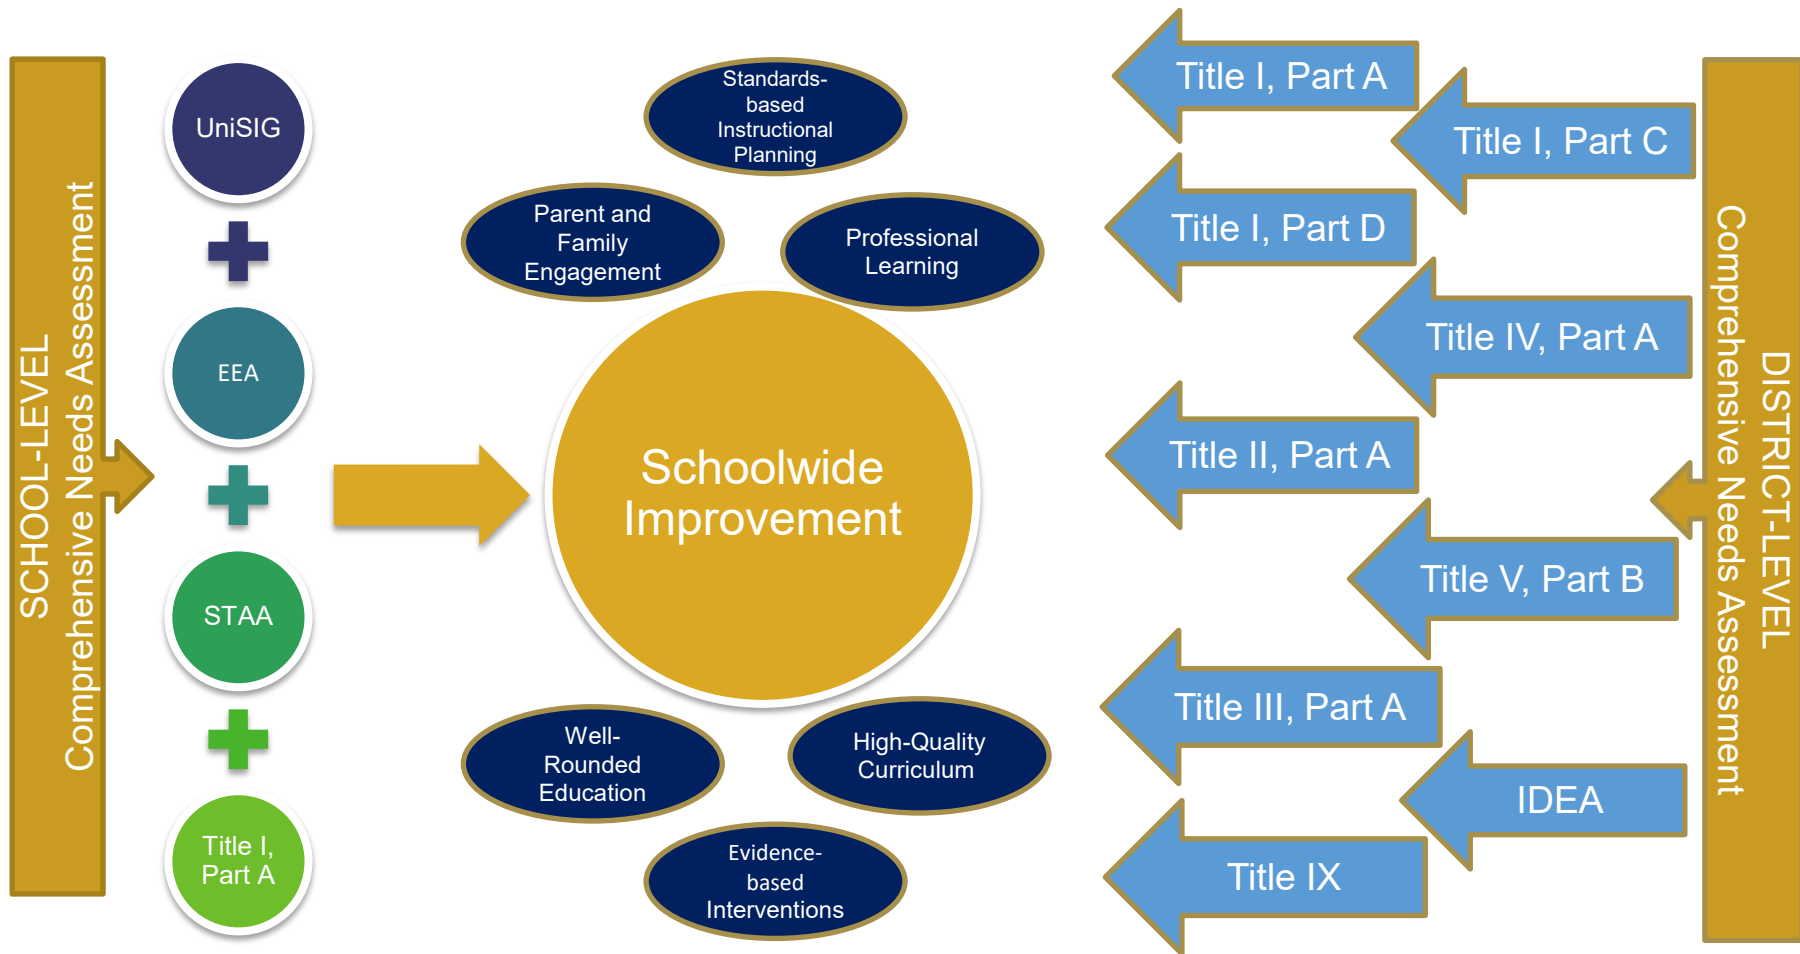 SCHOOL-LEVEL
Comprehensive Needs Assessment
UniSIG
EEA
STAA
Title I,
Part A
Standards-
based
Instructional
Planning
Parent and
Family
Engagement
Professional
Learning
Schoolwide
Improvement
Well-
Rounded
Education
High-Quality
Curriculum
Evidence-
based
Interventions
Title I, Part A
Title I, Part C
Title I, Part D
Title IV, Part A
Title II, Part A
Title V, Part B
Title III, Part A
IDEA
Title IX
DISTRICT-LEVEL
Comprehensive Needs Assessment